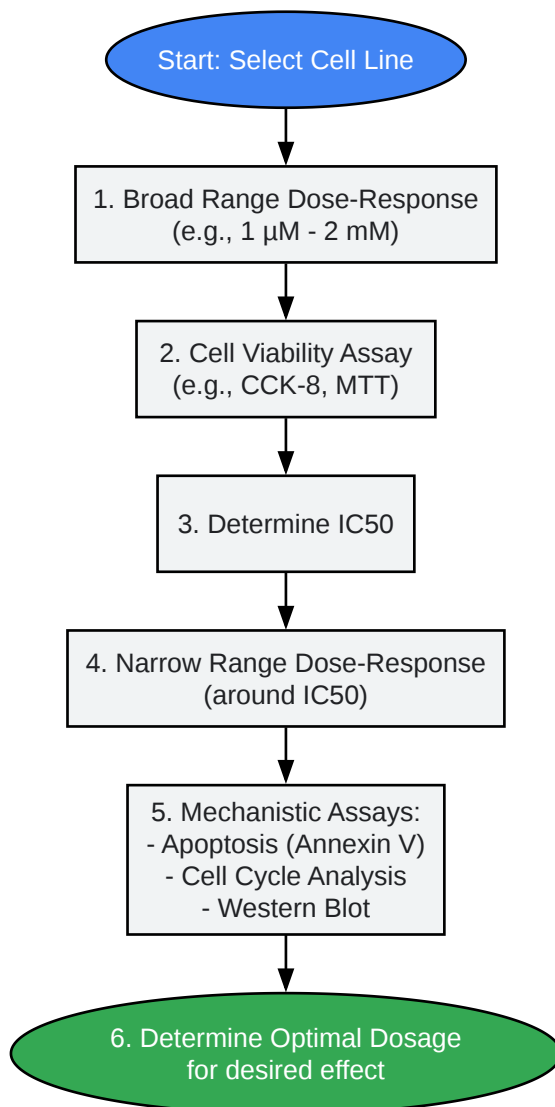 Start: Select Cell Line
1. Broad Range Dose-Response
(e.g., 1 µM - 2 mM)
2. Cell Viability Assay
(e.g., CCK-8, MTT)
3. Determine IC50
4. Narrow Range Dose-Response
(around IC50)
5. Mechanistic Assays:
- Apoptosis (Annexin V)
- Cell Cycle Analysis
- Western Blot
6. Determine Optimal Dosage
for desired effect